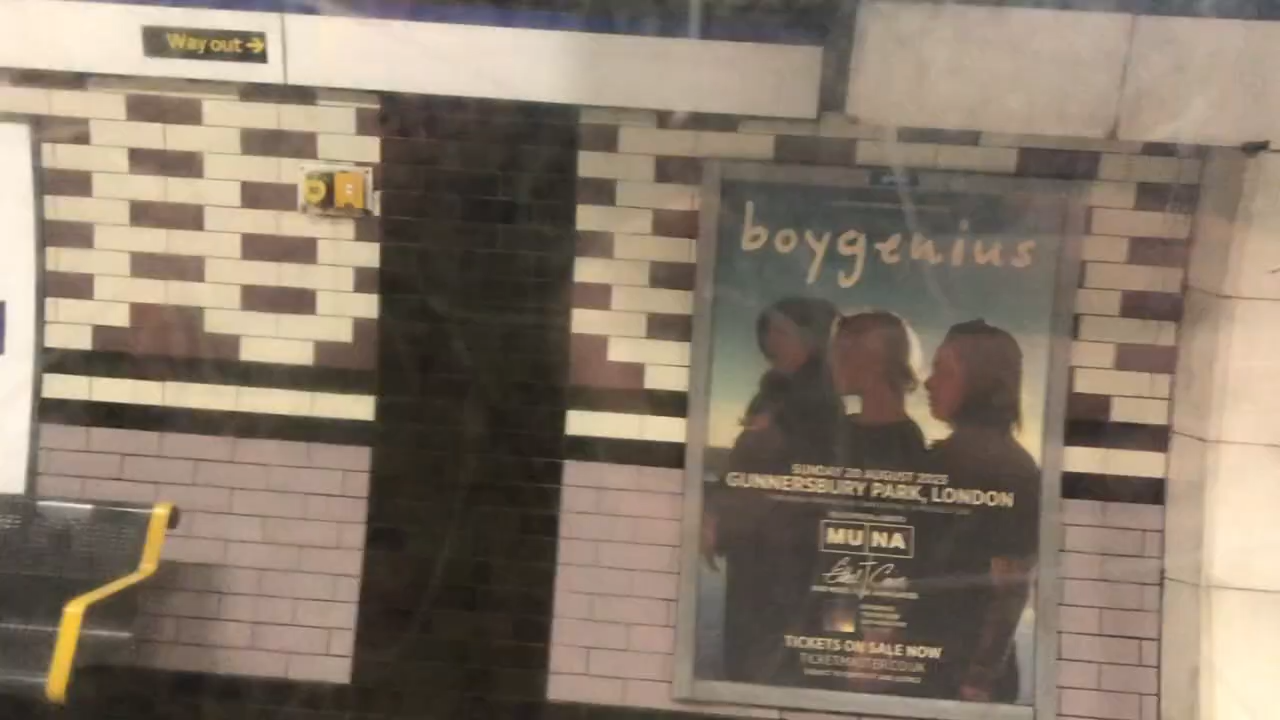 Way out →
boygenius
SUNDAY 20 AUGUST 2023
GUNNERSBURY PARK, LONDON
MUNA
TICKETS ON SALE NOW
TICKETMASTER.CO.UK